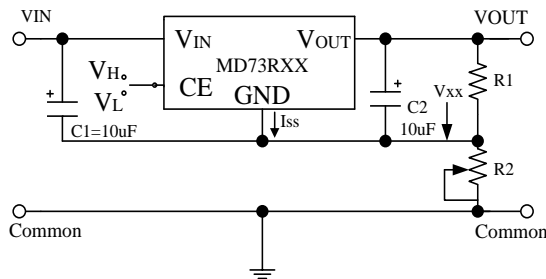 VIN
VOUT
VIN
VOUT
MD73RXX
VH
VL
CE
GND
Iss
C1=10uF
C2
10uF
Vxx
R1
R2
Common
Common